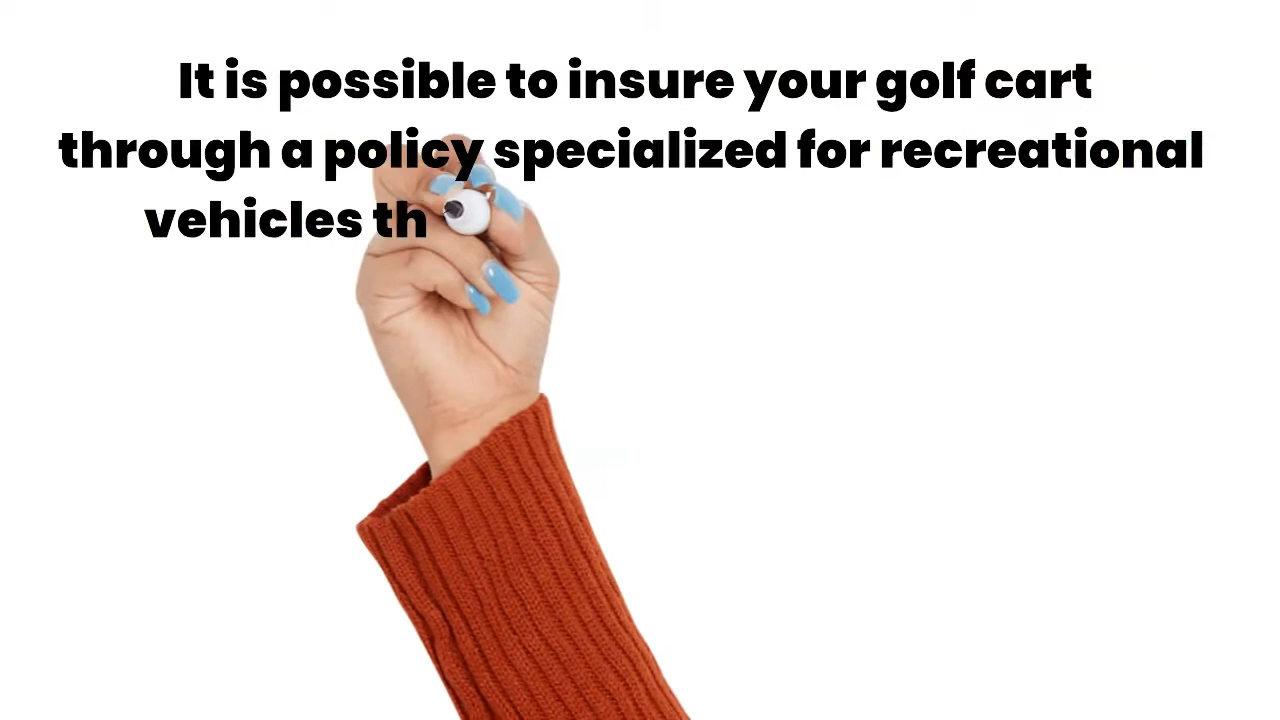 It is possible to insure your golf cart
through a policy specialized for recreational
vehicles th